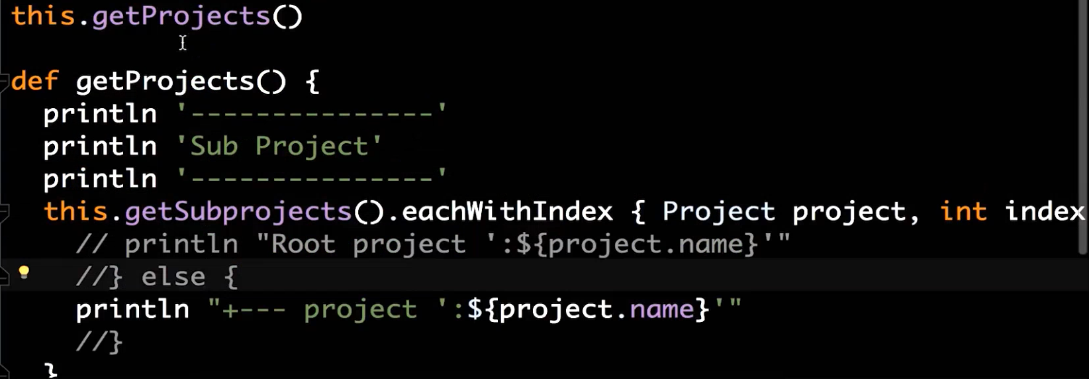 this.getProjects()
def getProjects() {
println '---------------'
println 'Sub Project'
println '---------------'
this.getSubprojects().eachWithIndex { Project project, int index
// println "Root project ':${project.name}'"
//} else {
println "+--- project ':${project.name}'"
//}
}